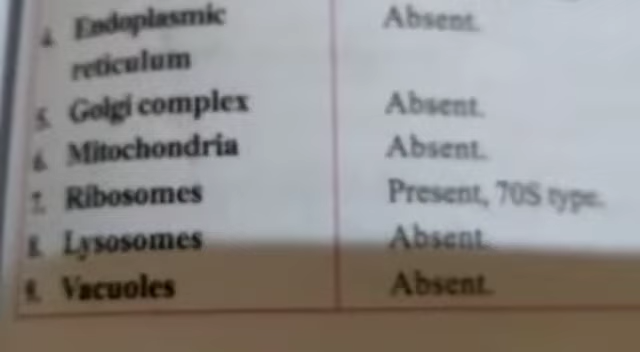 4. Endoplasmic Absent.
reticulum
5. Golgi complex Absent.
6. Mitochondria Absent.
7. Ribosomes Present, 70S type.
8. Lysosomes Absent.
9. Vacuoles Absent.